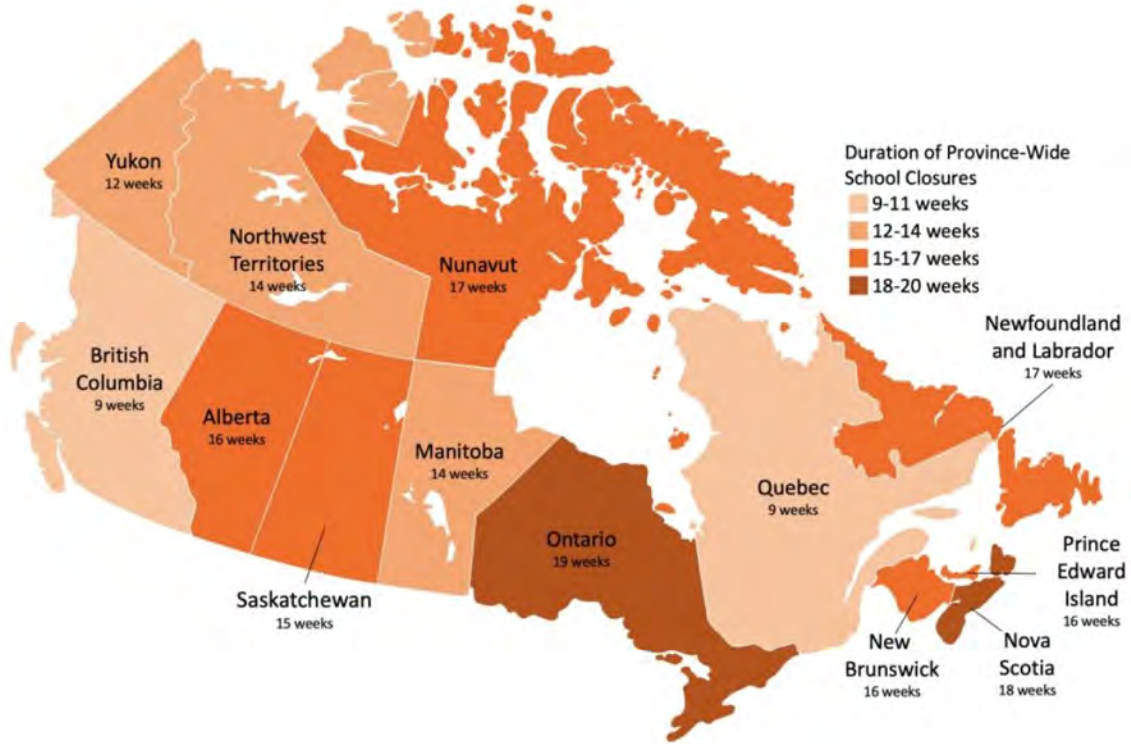 Yukon
12 weeks
Northwest
Territories
14 weeks
Nunavut
17 weeks
British
Columbia
9 weeks
Alberta
16 weeks
Saskatchewan
15 weeks
Manitoba
14 weeks
Ontario
19 weeks
Quebec
9 weeks
Duration of Province-Wide
School Closures
9-11 weeks
12-14 weeks
15-17 weeks
18-20 weeks
Newfoundland
and Labrador
17 weeks
Prince
Edward
Island
16 weeks
New
Brunswick
16 weeks
Nova
Scotia
18 weeks